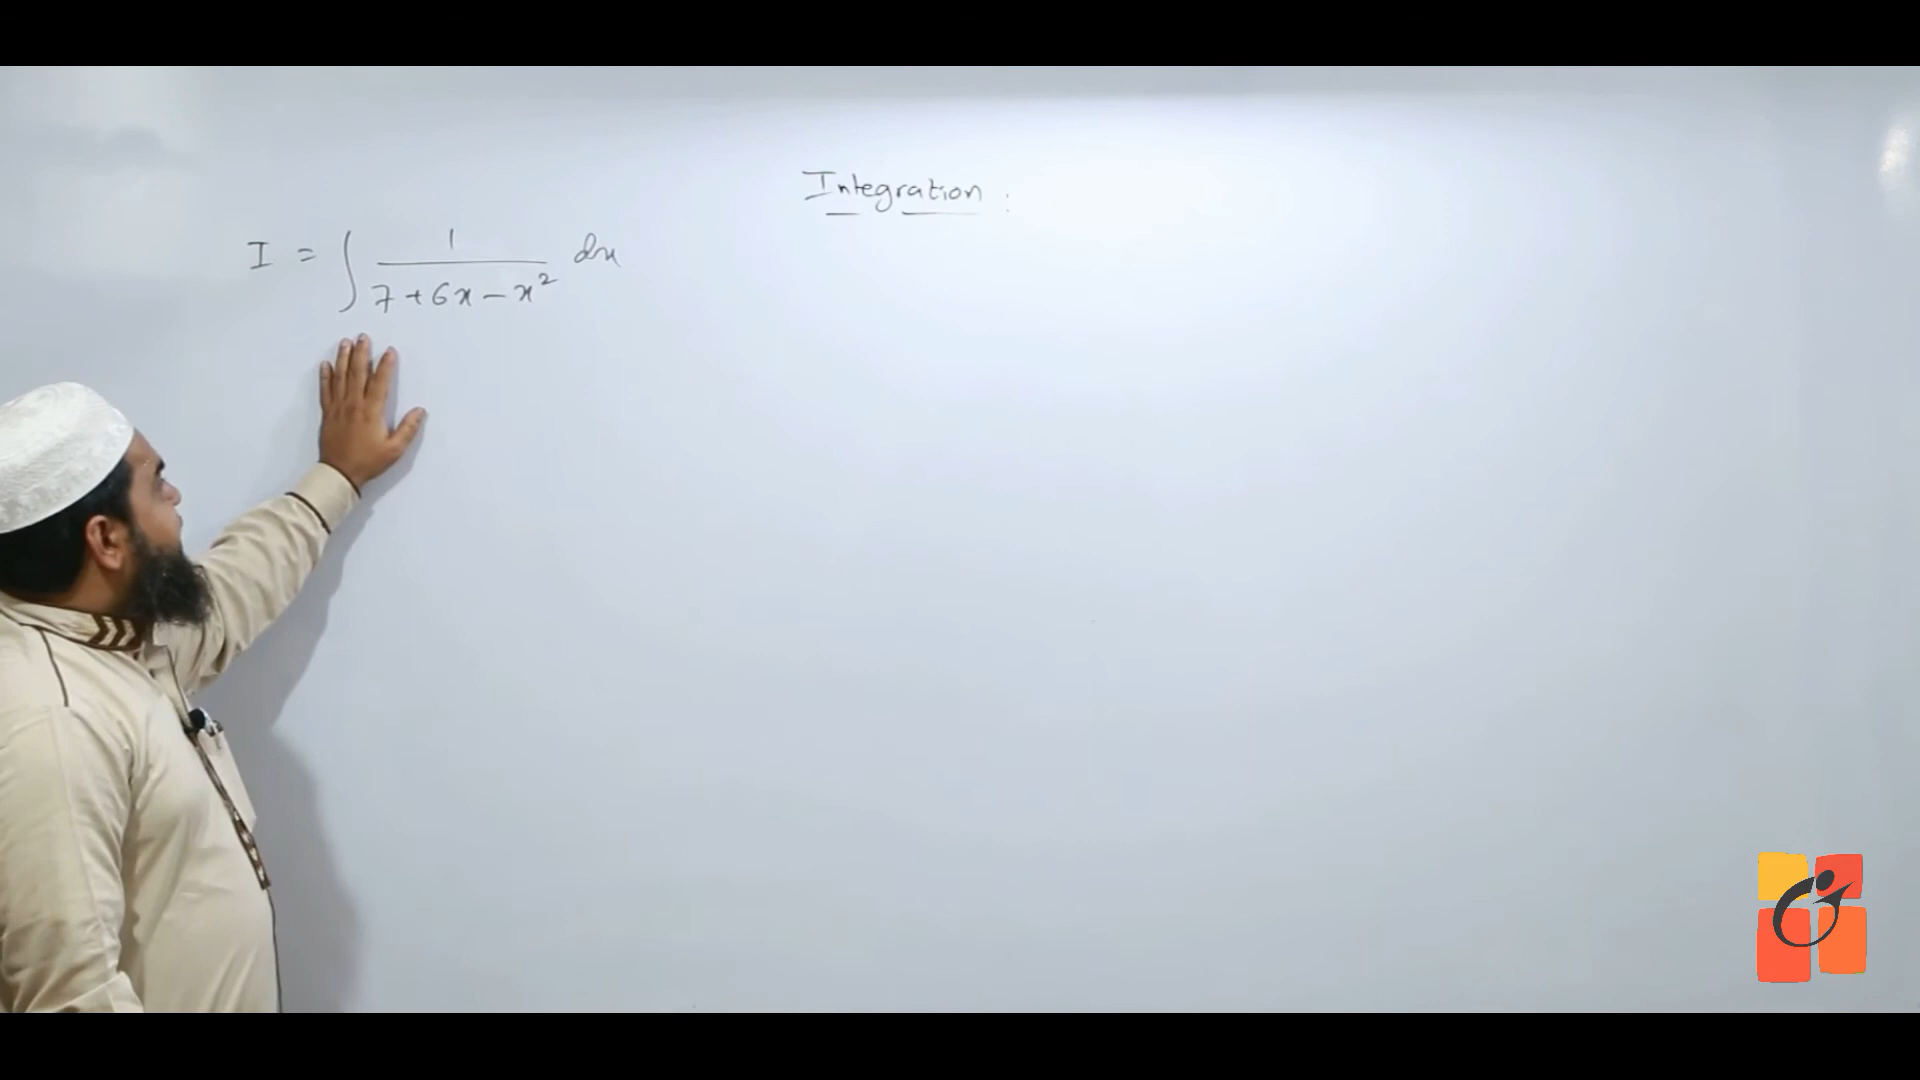 Integration :
I = ∫ 1 / 7 + 6x - x² dx